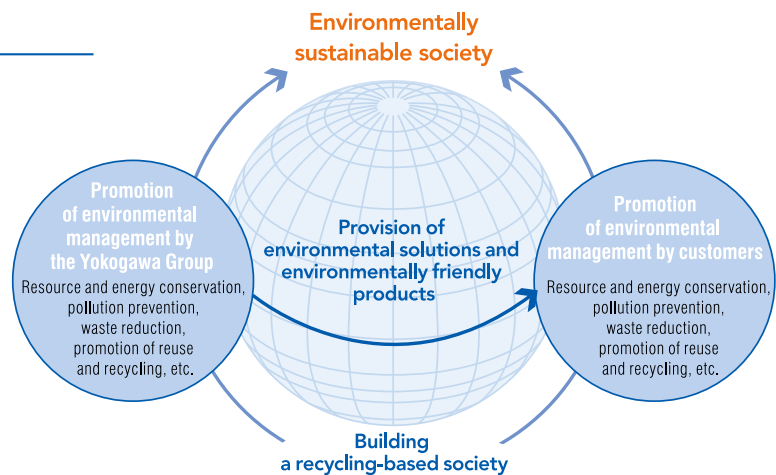 Environmentally
sustainable society
Promotion
of environmental
management by
the Yokogawa Group
Resource and energy conservation,
pollution prevention,
waste reduction,
promotion of reuse
and recycling, etc.
Provision of
environmental solutions and
environmentally friendly
products
Promotion
of environmental
management by customers
Resource and energy conservation,
pollution prevention,
waste reduction,
promotion of reuse
and recycling, etc.
Building
a recycling-based society